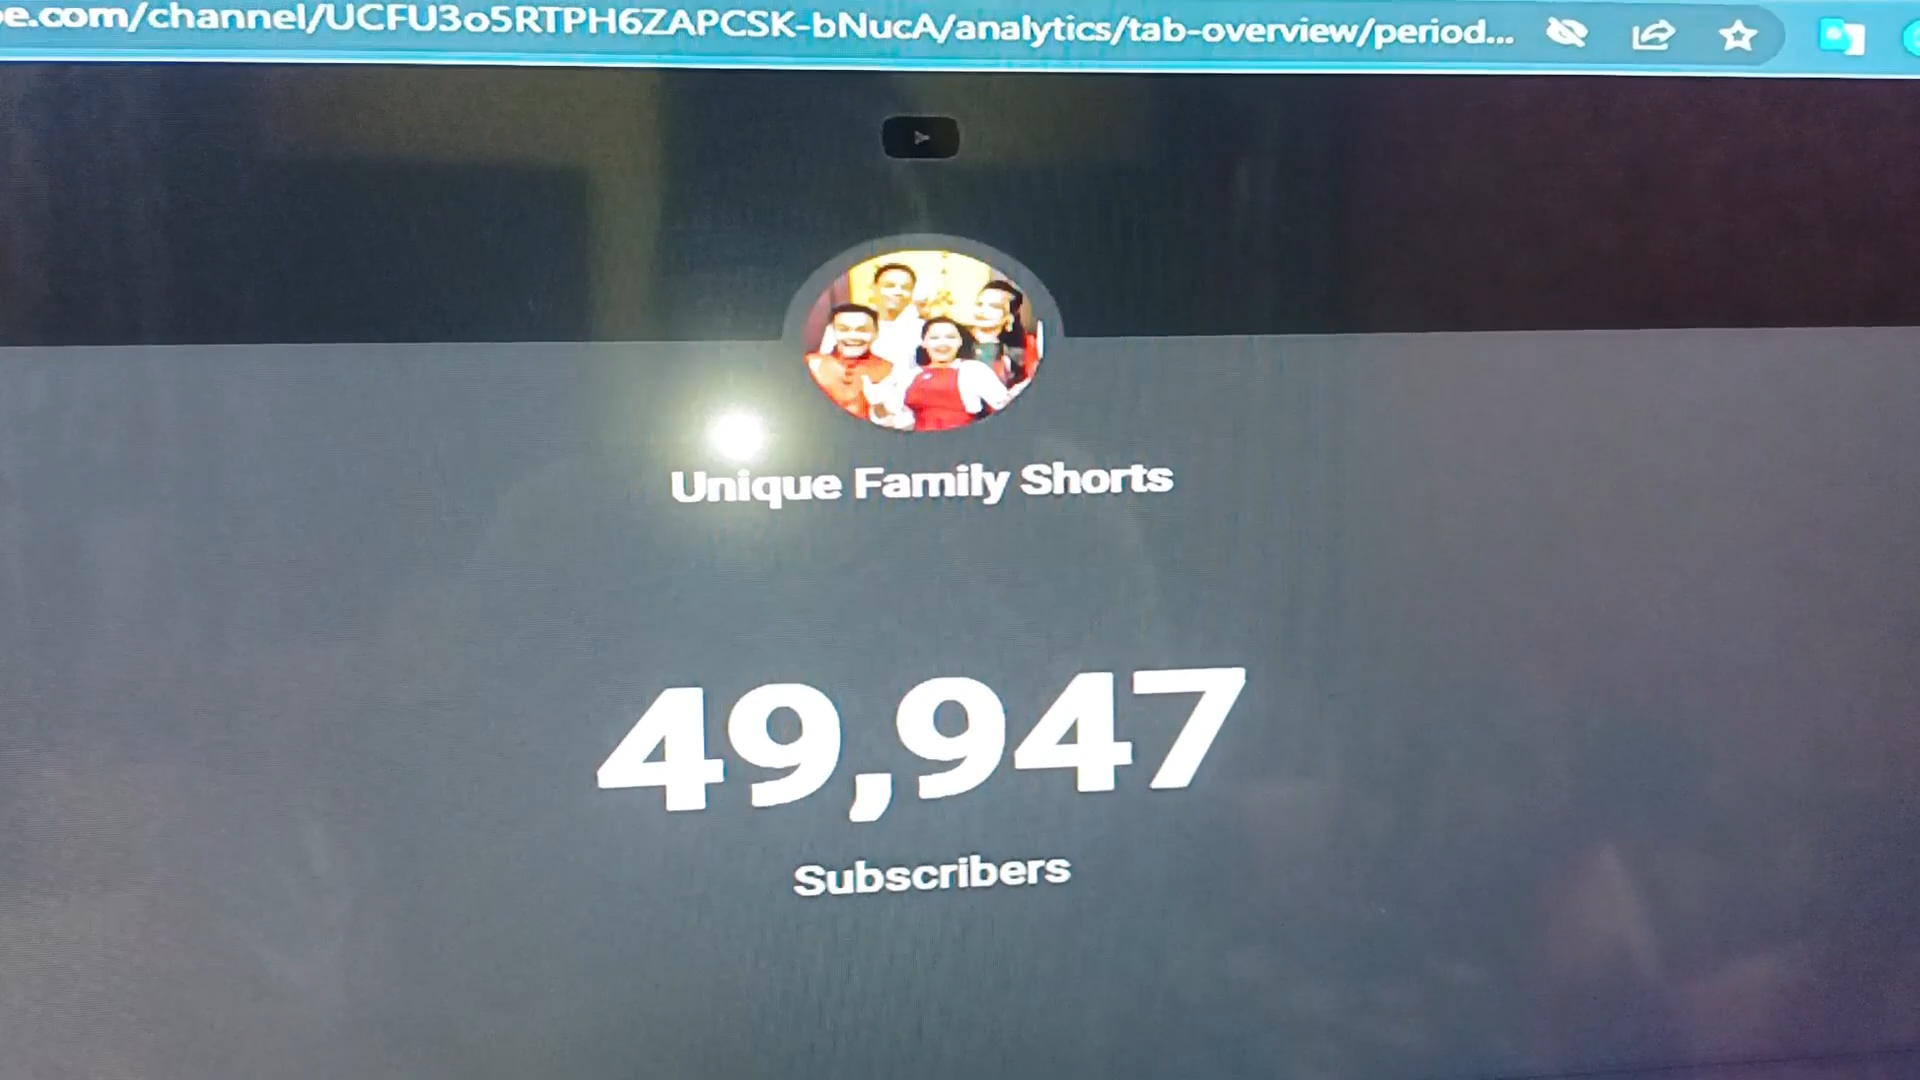 e.com/channel/UCFU3o5RTPH6ZAPCSK-bNucA/analytics/tab-overview/period...
Unique Family Shorts
49,947
Subscribers